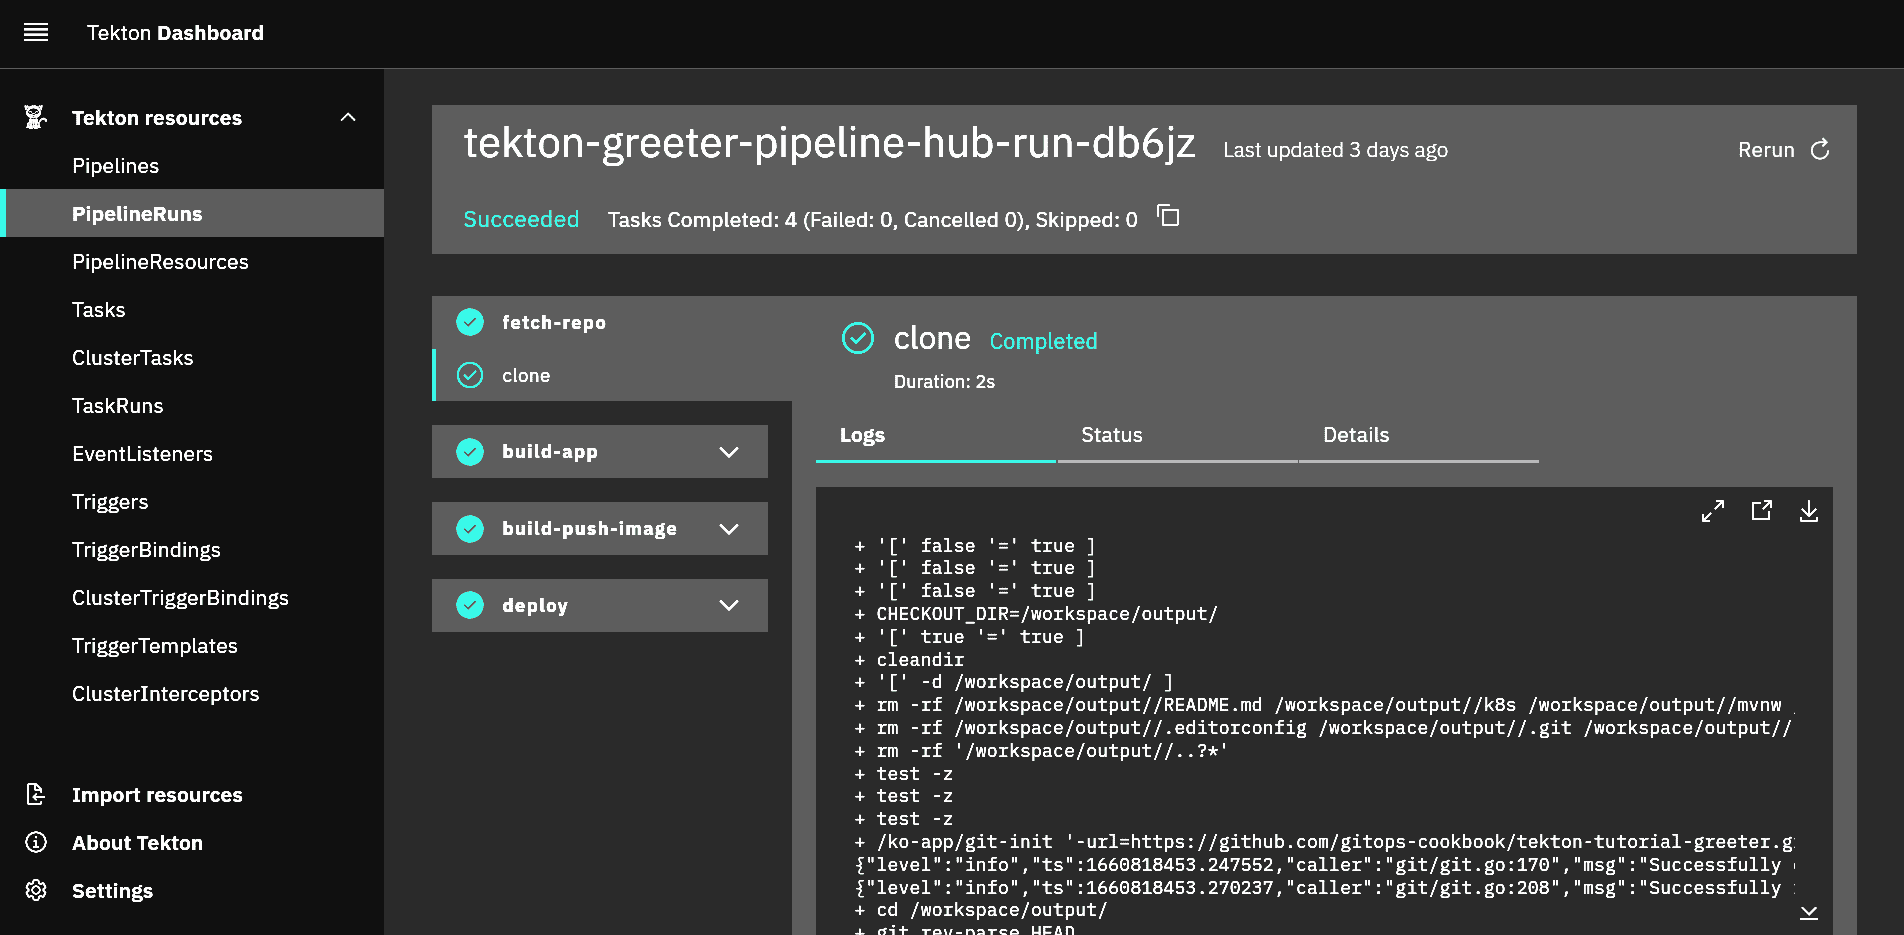 Tekton Dashboard
Tekton resources
Pipelines
PipelineRuns
PipelineResources
Tasks
ClusterTasks
TaskRuns
EventListeners
Triggers
TriggerBindings
ClusterTriggerBindings
TriggerTemplates
ClusterInterceptors
Import resources
About Tekton
Settings
tekton-greeter-pipeline-hub-run-db6jz Last updated 3 days ago
Rerun
Succeeded Tasks Completed: 4 (Failed: 0, Cancelled 0), Skipped: 0
fetch-repo
clone
build-app
build-push-image
deploy
clone Completed
Duration: 2s
Logs Status Details
+ '[' false '=' true ]
+ '[' false '=' true ]
+ '[' false '=' true ]
+ CHECKOUT_DIR=/workspace/output/
+ '[' true '=' true ]
+ cleandir
+ '[' -d /workspace/output/ ]
+ rm -rf /workspace/output//README.md /workspace/output//k8s /workspace/output//mvnw
+ rm -rf /workspace/output//.editorconfig /workspace/output//.git /workspace/output//
+ rm -rf '/workspace/output//..?*'
+ test -z
+ test -z
+ test -z
+ /ko-app/git-init '-url=https://github.com/gitops-cookbook/tekton-tutorial-greeter.g
{"level":"info","ts":1660818453.247552,"caller":"git/git.go:170","msg":"Successfully
{"level":"info","ts":1660818453.270237,"caller":"git/git.go:208","msg":"Successfully
+ cd /workspace/output/
+ git rev-parse HEAD